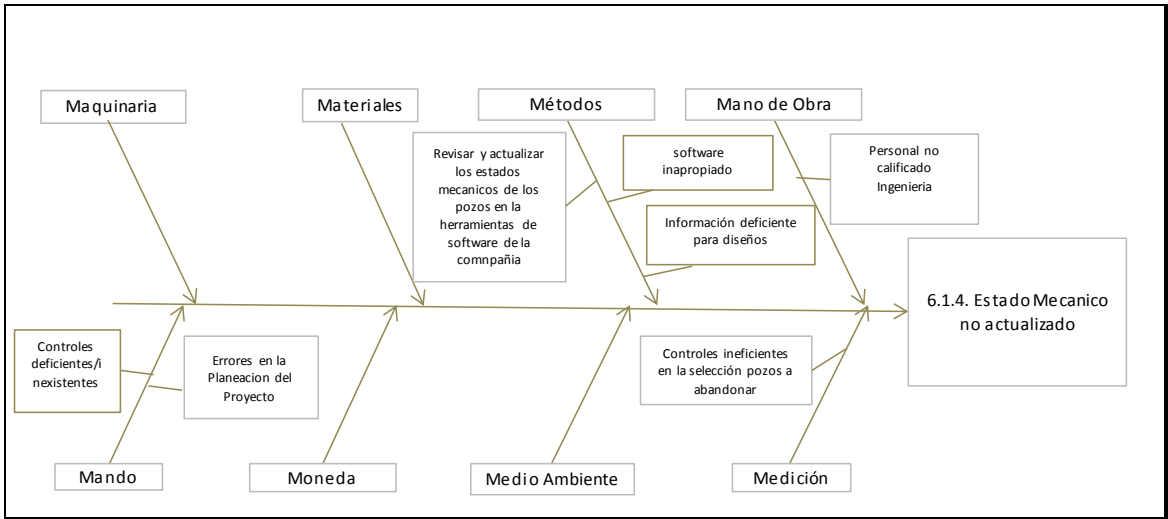 Maquinaria
Materiales
Métodos
Mano de Obra
Revisar y actualizar
los estados
mecanicos de los
pozos en la
herramientas de
software de la
comnpañia
software
inapropiado
Personal no
calificado
Ingenieria
Información deficiente
para diseños
6.1.4. Estado Mecanico
no actualizado
Controles
deficientes/i
nexistentes
Errores en la
Planeacion del
Proyecto
Controles ineficientes
en la selección pozos a
abandonar
Mando
Moneda
Medio Ambiente
Medición